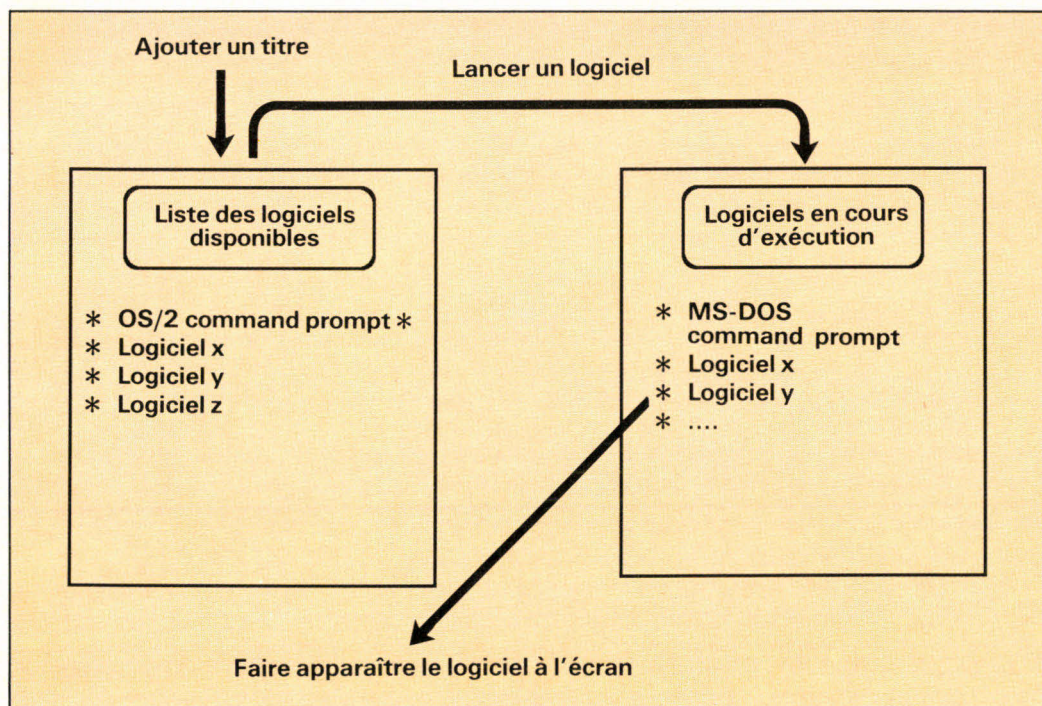 Ajouter un titre
Lancer un logiciel
Liste des logiciels
disponibles
* OS/2 command prompt *
* Logiciel x
* Logiciel y
* Logiciel z
Logiciels en cours
d'exécution
* MS-DOS
command prompt
* Logiciel x
* Logiciel y
* ....
Faire apparaître le logiciel à l'écran